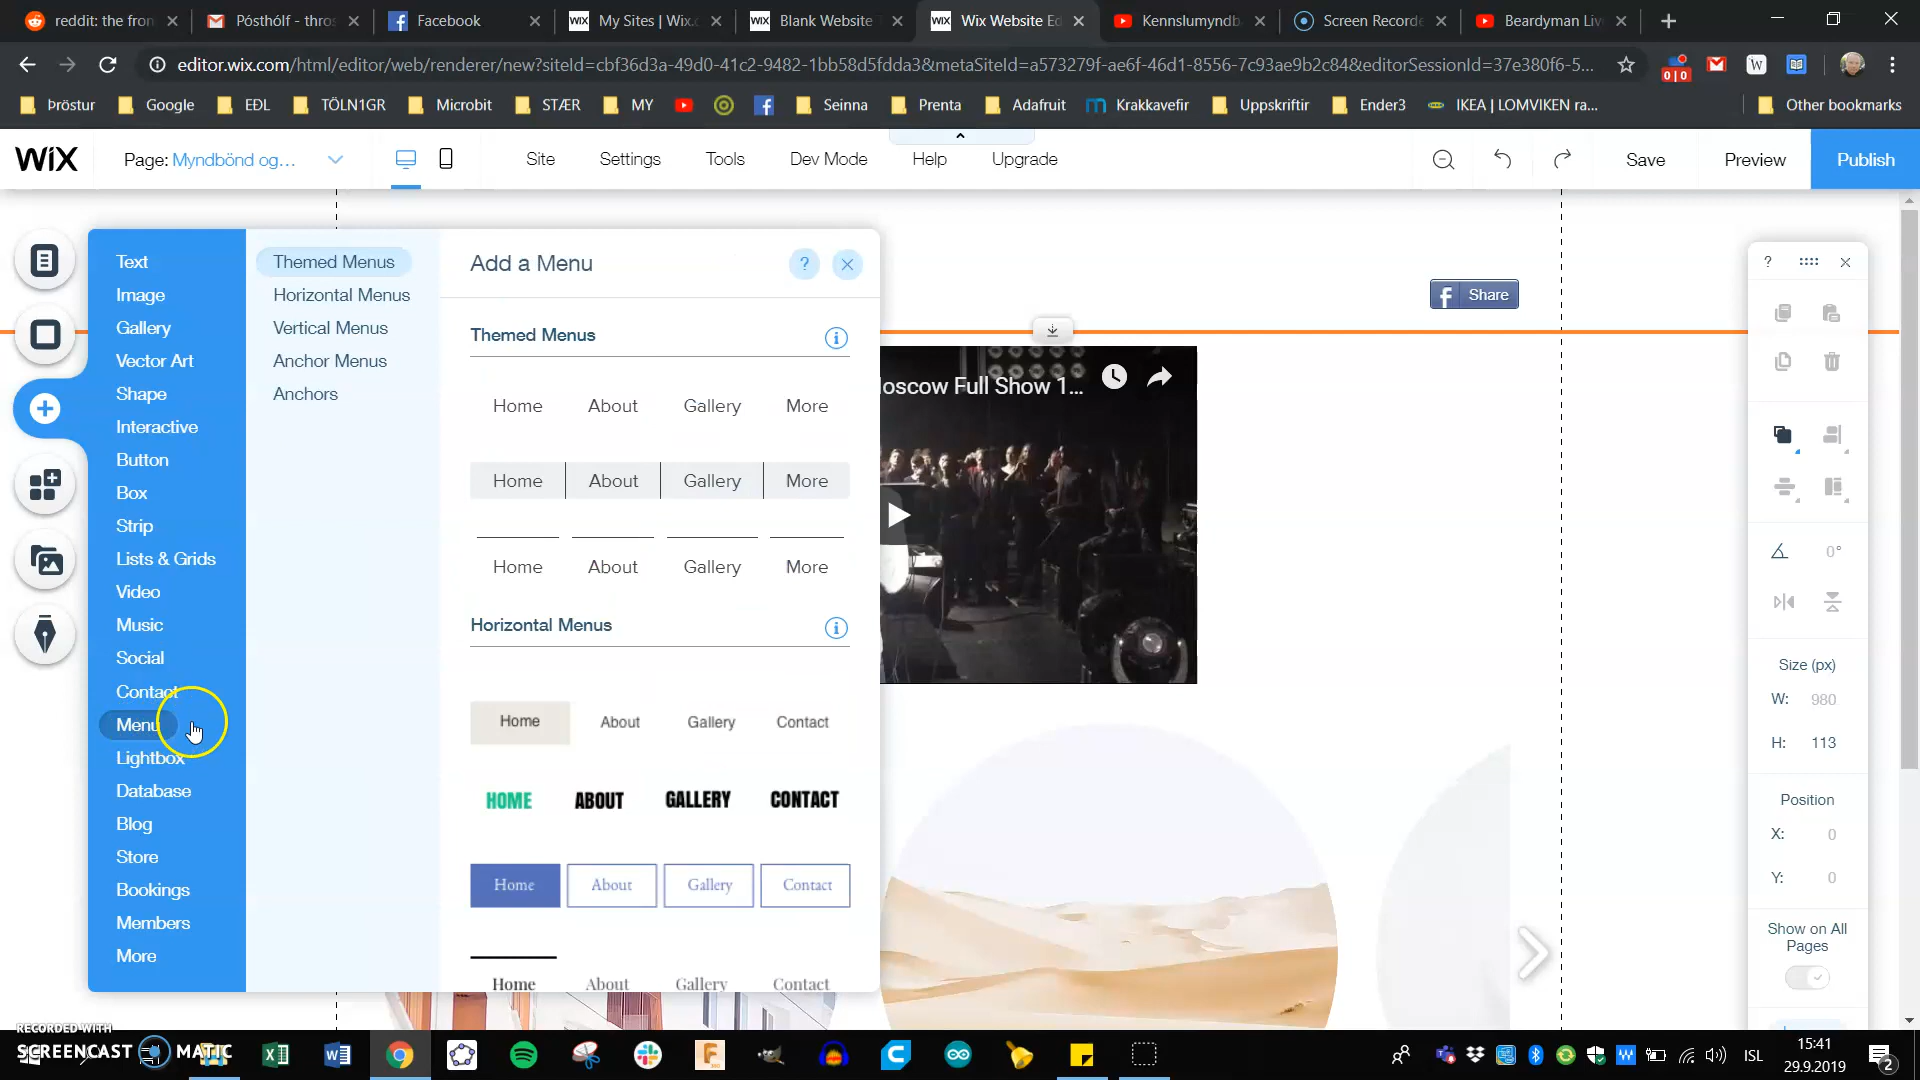 reddit: the fron
Pósthólf - thros
Facebook
My Sites | Wix.c
Blank Website T
Wix Website Ed
Kennslumyndb
Screen Recorde
Beardyman Liv
editor.wix.com/html/editor/web/renderer/new?siteId=cbf36d3a-49d0-41c2-9482-1bb58d5fdda3&metaSiteId=a573279f-ae6f-46d1-8556-7c93ae9b2c84&editorSessionId=37e380f6-5...
Þröstur
Google
EÐL
TÖLN1GR
Microbit
STÆR
MY
Seinna
Prenta
Adafruit
Krakkavefir
Uppskriftir
Ender3
IKEA | LOMVIKEN ra...
Other bookmarks
WIX
Page: Myndbönd og...
Site
Settings
Tools
Dev Mode
Help
Upgrade
Save
Preview
Publish
Text
Image
Gallery
Vector Art
Shape
Interactive
Button
Box
Strip
Lists & Grids
Video
Music
Social
Contact
Menu
Lightbox
Database
Blog
Store
Bookings
Members
More
Themed Menus
Horizontal Menus
Vertical Menus
Anchor Menus
Anchors
Add a Menu
?
Themed Menus
Home About Gallery More
Home About Gallery More
Home About Gallery More
Horizontal Menus
Home About Gallery Contact
HOME ABOUT GALLERY CONTACT
Home About Gallery Contact
Home About Gallery Contact
Share
loscow Full Show 1...
?
0°
Size (px)
W: 980
H: 113
Position
X: 0
Y: 0
Show on All
Pages
RECORDED WITH
SCREENCAST MATIC
ISL
15:41
29.9.2019
2